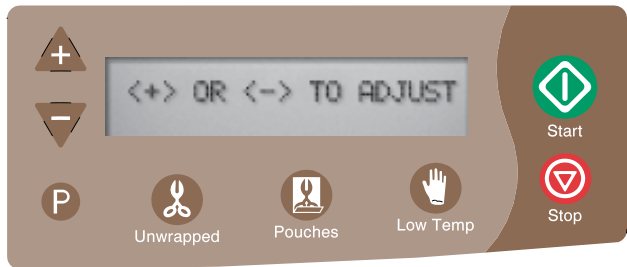 +
<+> OR <-> TO ADJUST
−
Start
P
Unwrapped
Pouches
Low Temp
Stop